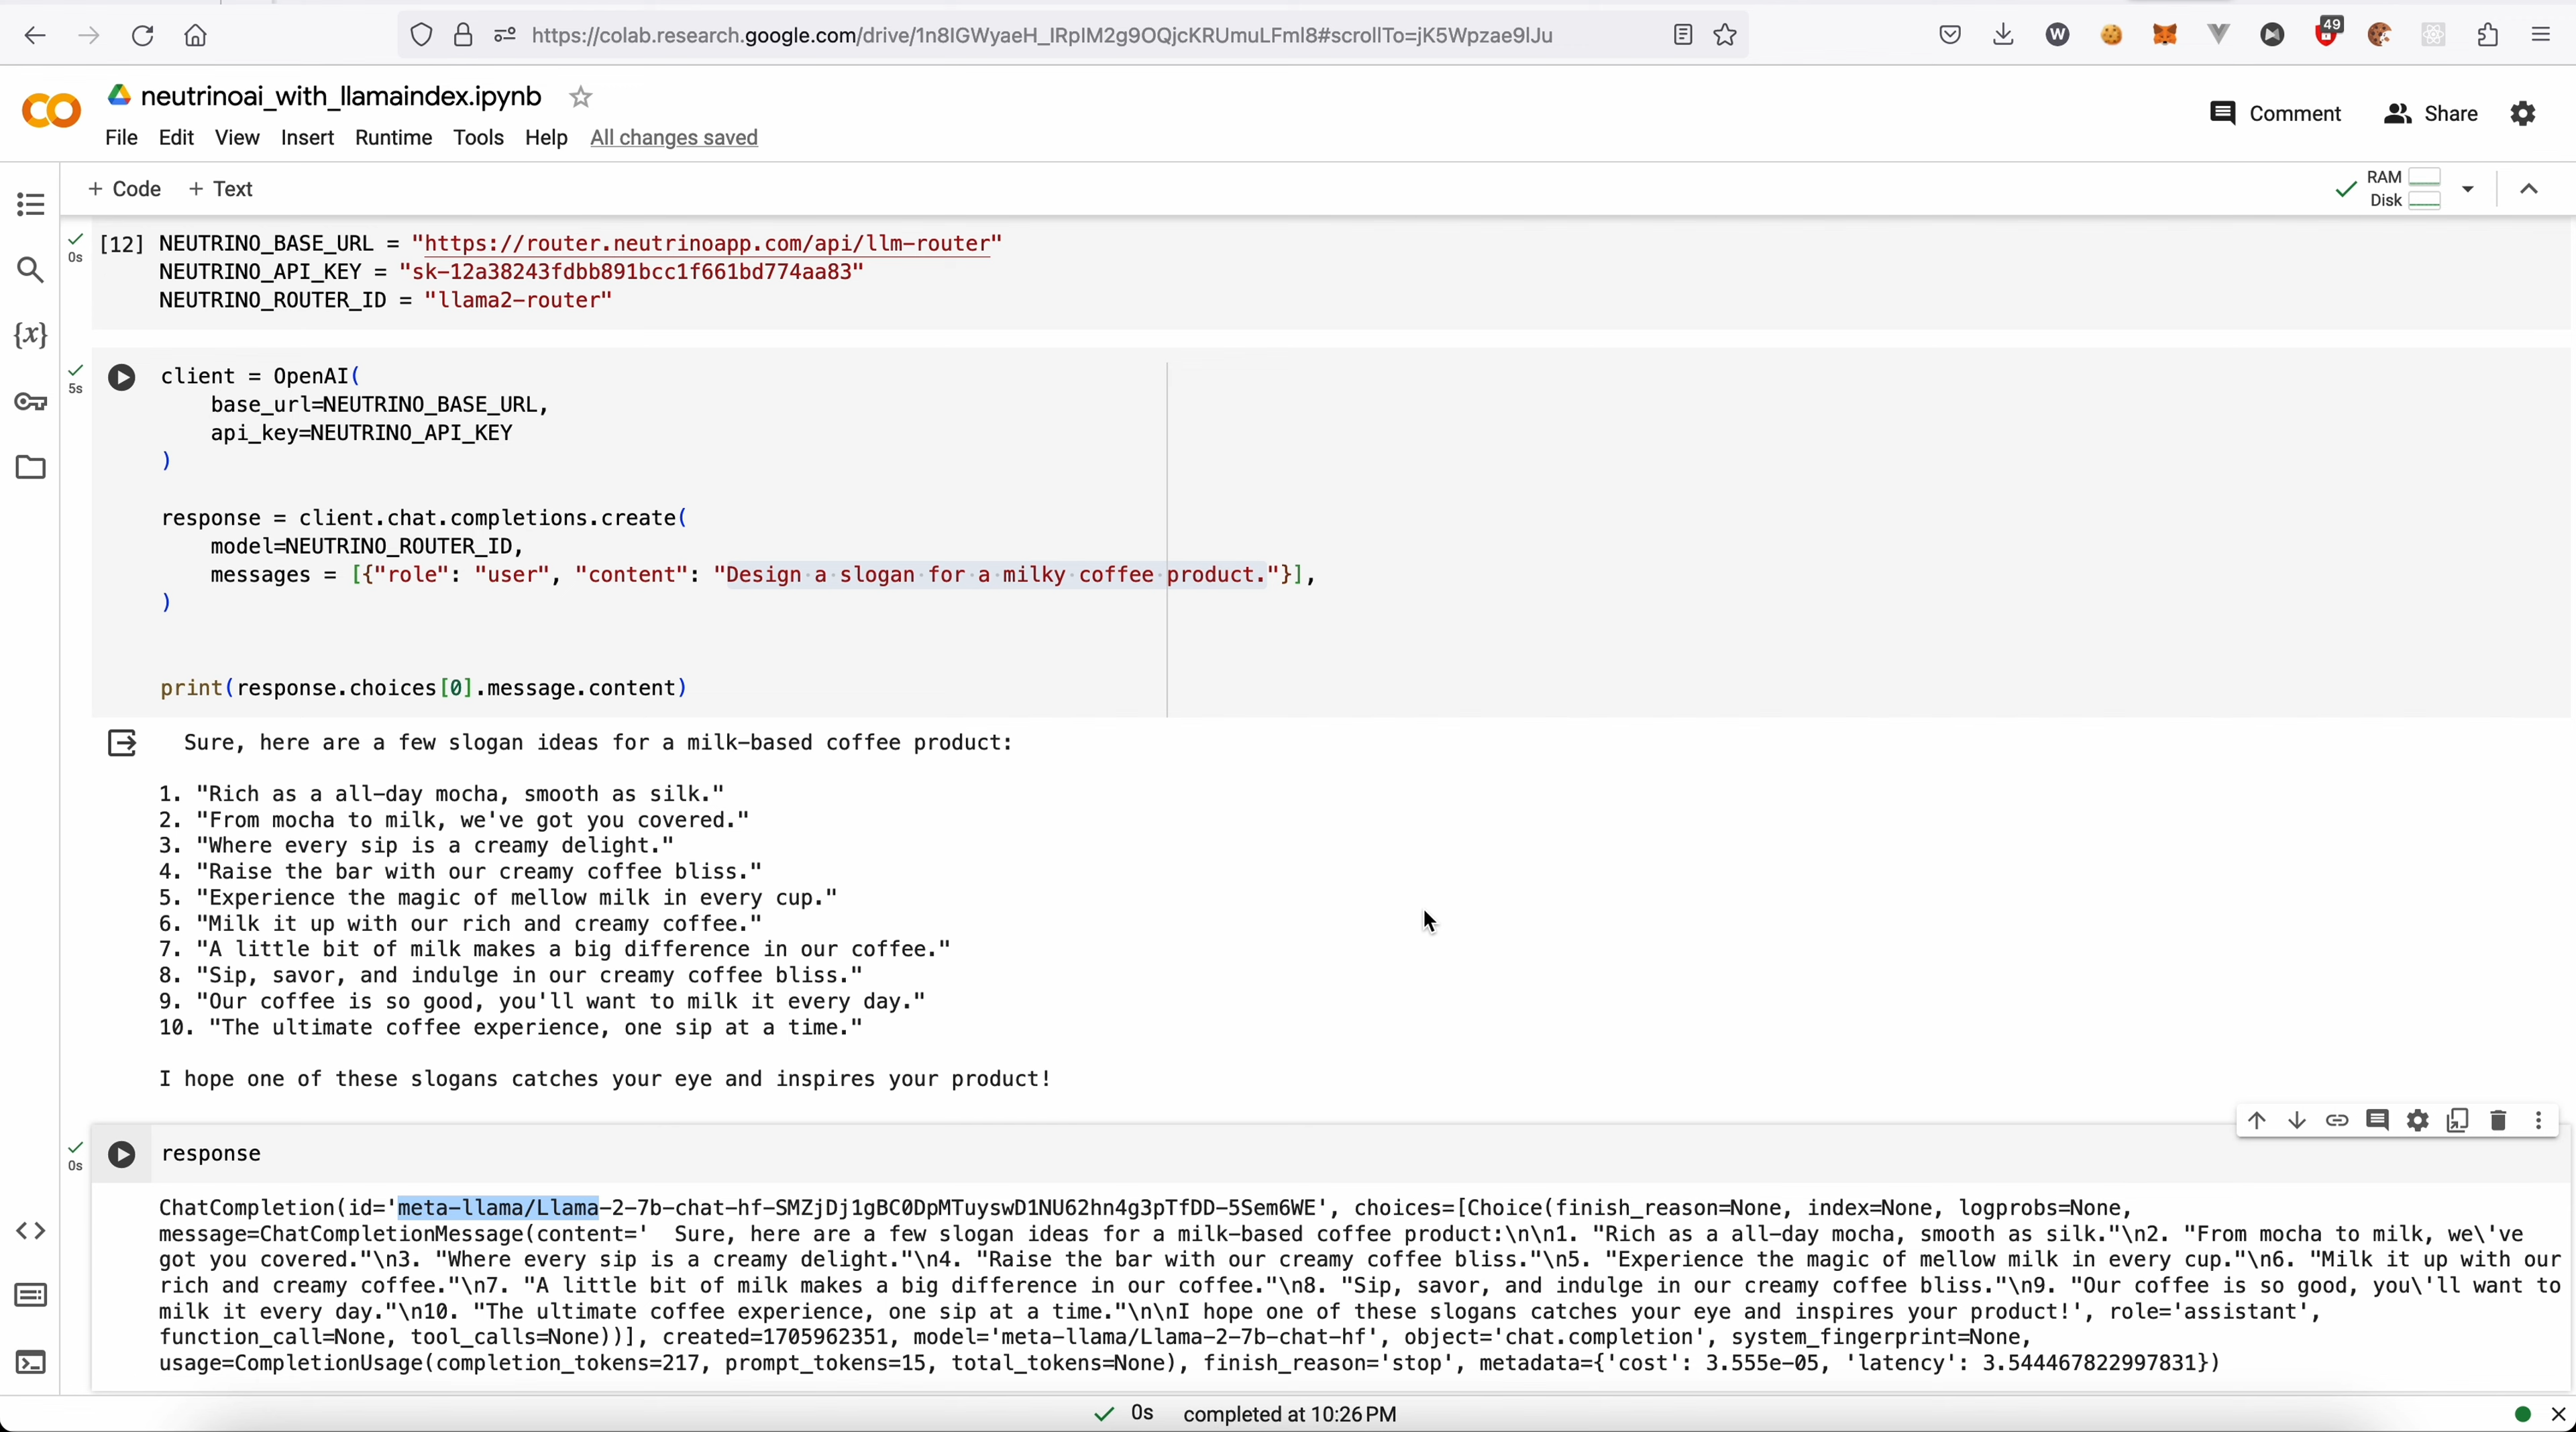 https://colab.research.google.com/drive/1n8IGWyaeH_IRpIM2g9OQjcKRUmuLFml8#scrollTo=jK5Wpzae9lJu
W
49
neutrinoai_with_llamaindex.ipynb
Comment
Share
File Edit View Insert Runtime Tools Help All changes saved
+ Code + Text
RAM
Disk
[12] NEUTRINO_BASE_URL = "https://router.neutrinoapp.com/api/llm-router"
0s
NEUTRINO_API_KEY = "sk-12a38243fdbb891bcc1f661bd774aa83"
NEUTRINO_ROUTER_ID = "llama2-router"
client = OpenAI(
5s
base_url=NEUTRINO_BASE_URL,
api_key=NEUTRINO_API_KEY
)
response = client.chat.completions.create(
model=NEUTRINO_ROUTER_ID,
messages = [{"role": "user", "content": "Design a slogan for a milky coffee product."}],
)
print(response.choices[0].message.content)
Sure, here are a few slogan ideas for a milk-based coffee product:
1. "Rich as a all-day mocha, smooth as silk."
2. "From mocha to milk, we've got you covered."
3. "Where every sip is a creamy delight."
4. "Raise the bar with our creamy coffee bliss."
5. "Experience the magic of mellow milk in every cup."
6. "Milk it up with our rich and creamy coffee."
7. "A little bit of milk makes a big difference in our coffee."
8. "Sip, savor, and indulge in our creamy coffee bliss."
9. "Our coffee is so good, you'll want to milk it every day."
10. "The ultimate coffee experience, one sip at a time."
I hope one of these slogans catches your eye and inspires your product!
response
0s
ChatCompletion(id='meta-llama/Llama-2-7b-chat-hf-SMZjDj1gBC0DpMTuyswD1NU62hn4g3pTfDD-5Sem6WE', choices=[Choice(finish_reason=None, index=None, logprobs=None,
message=ChatCompletionMessage(content='  Sure, here are a few slogan ideas for a milk-based coffee product:\n\n1. "Rich as a all-day mocha, smooth as silk."\n2. "From mocha to milk, we\'ve
got you covered."\n3. "Where every sip is a creamy delight."\n4. "Raise the bar with our creamy coffee bliss."\n5. "Experience the magic of mellow milk in every cup."\n6. "Milk it up with our
rich and creamy coffee."\n7. "A little bit of milk makes a big difference in our coffee."\n8. "Sip, savor, and indulge in our creamy coffee bliss."\n9. "Our coffee is so good, you\'ll want to
milk it every day."\n10. "The ultimate coffee experience, one sip at a time."\n\nI hope one of these slogans catches your eye and inspires your product!', role='assistant',
function_call=None, tool_calls=None))], created=1705962351, model='meta-llama/Llama-2-7b-chat-hf', object='chat.completion', system_fingerprint=None,
usage=CompletionUsage(completion_tokens=217, prompt_tokens=15, total_tokens=None), finish_reason='stop', metadata={'cost': 3.555e-05, 'latency': 3.544467822997831})
0s completed at 10:26 PM